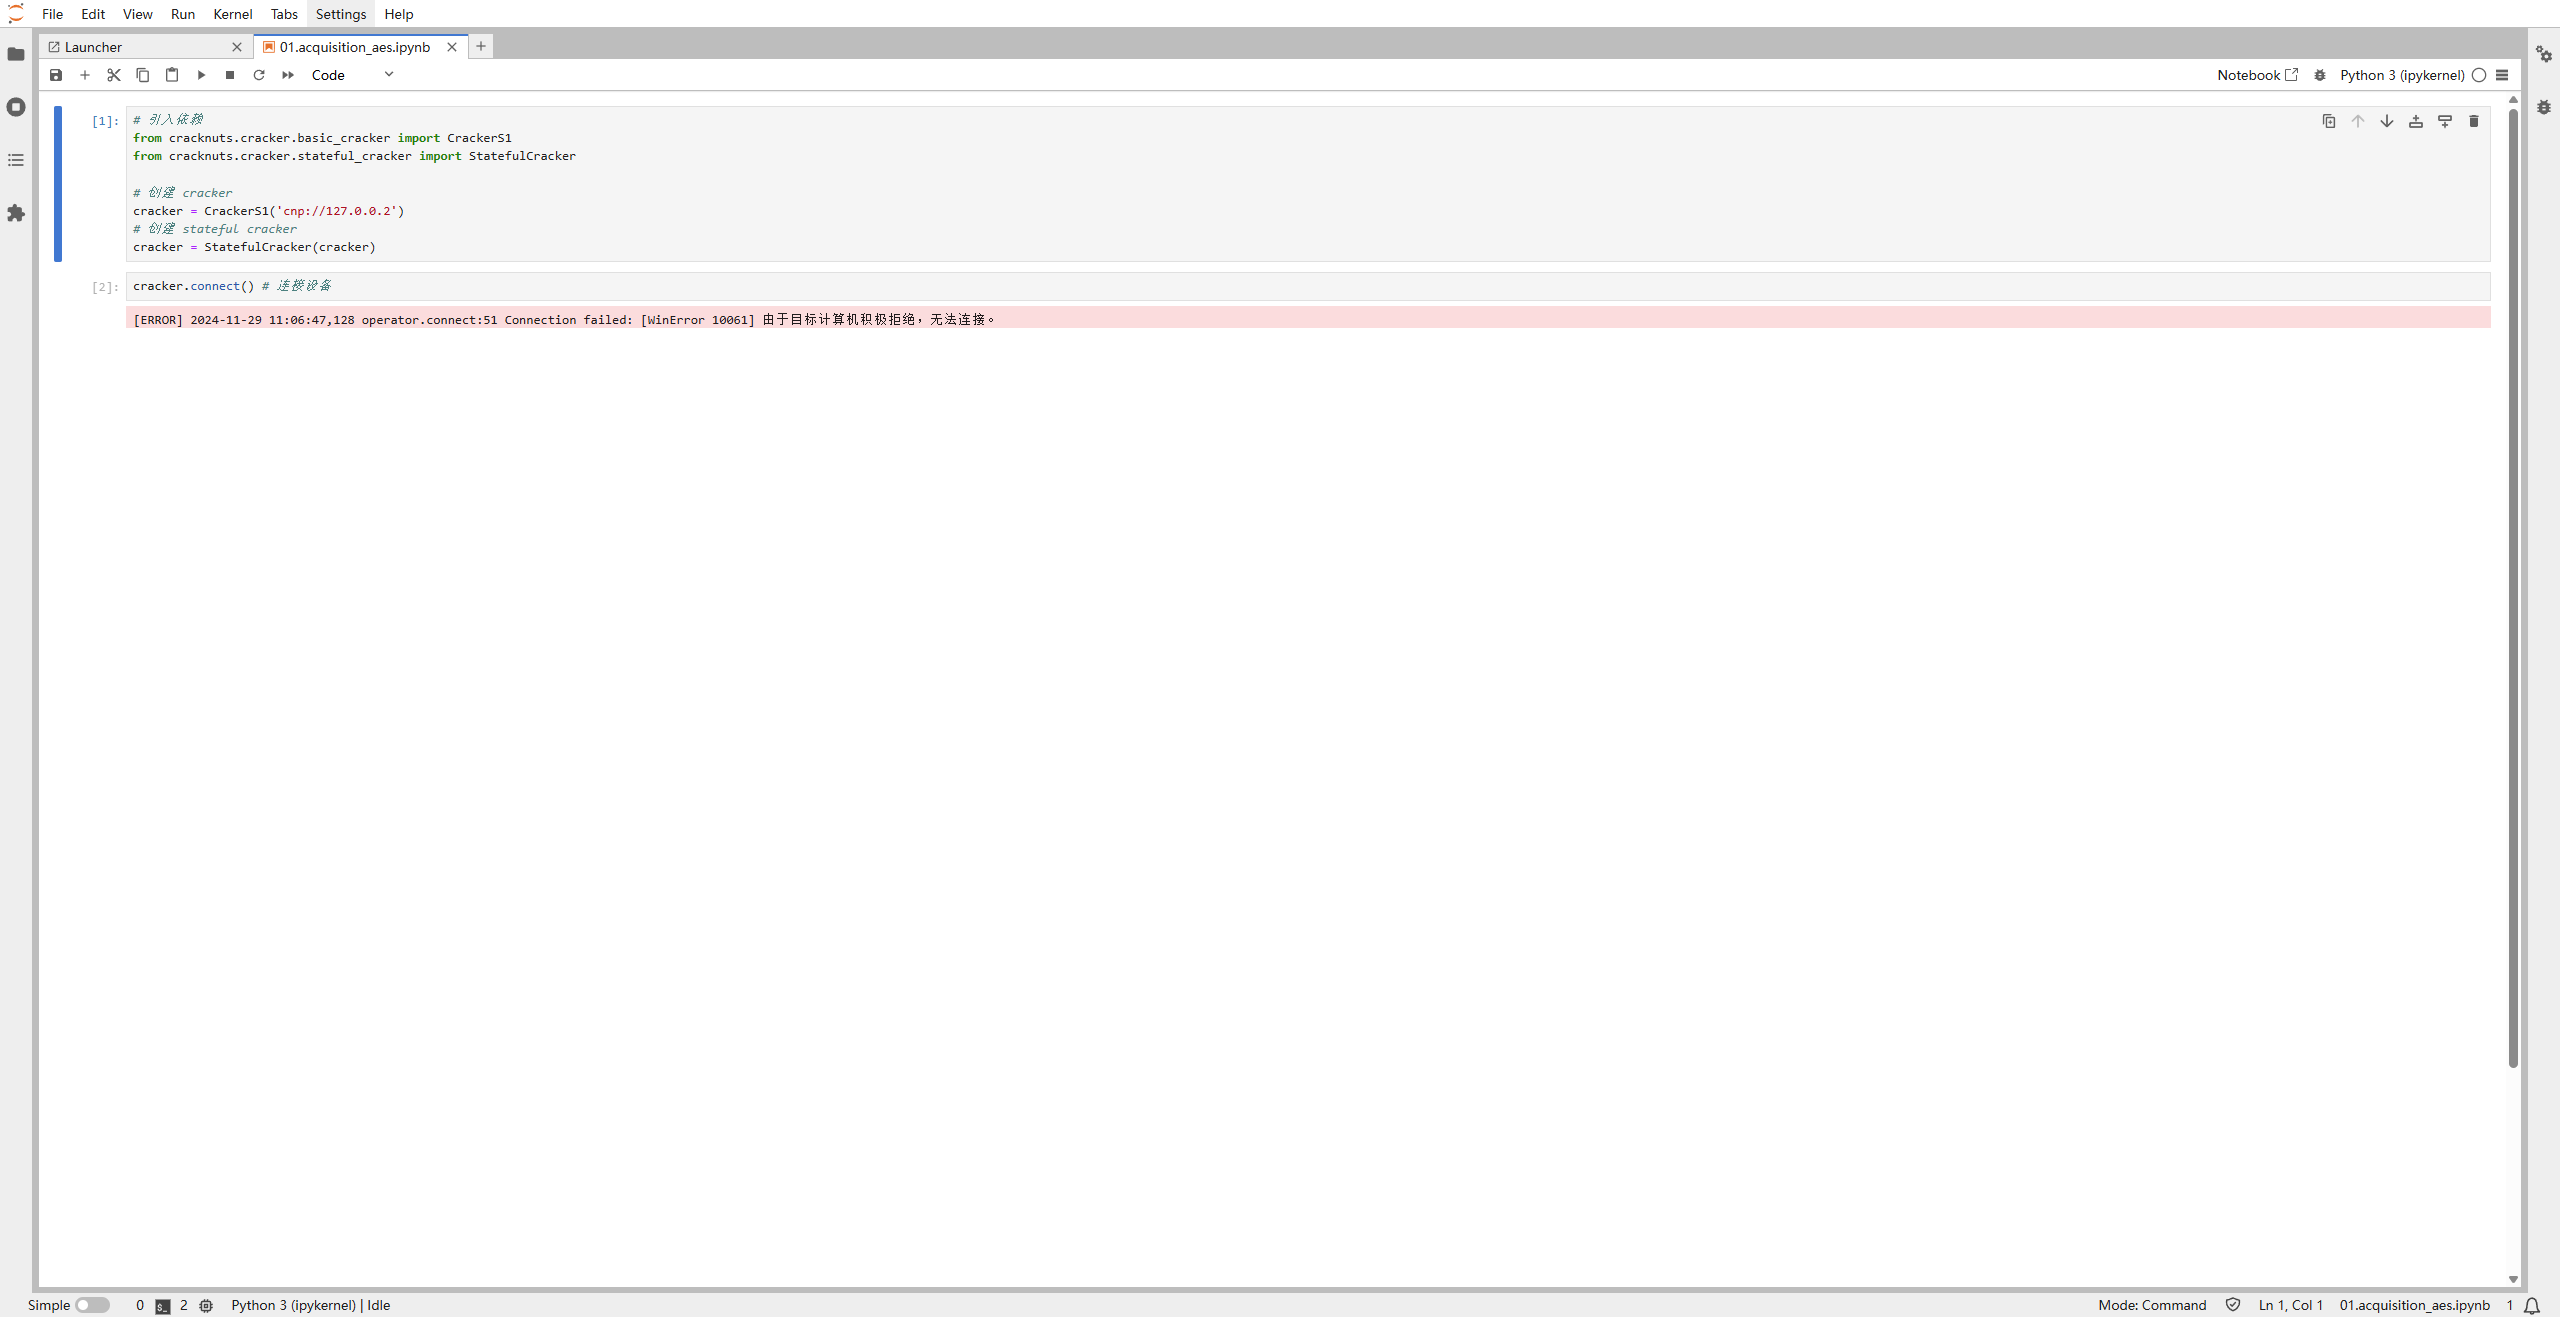 File Edit View Run Kernel Tabs Settings Help
Launcher 01.acquisition_aes.ipynb
Code Notebook Python 3 (ipykernel)
[1]: # 引入依赖
from cracknuts.cracker.basic_cracker import CrackerS1
from cracknuts.cracker.stateful_cracker import StatefulCracker
# 创建 cracker
cracker = CrackerS1('cnp://127.0.0.2')
# 创建 stateful cracker
cracker = StatefulCracker(cracker)
[2]: cracker.connect() # 连接设备
[ERROR] 2024-11-29 11:06:47,128 operator.connect:51 Connection failed: [WinError 10061] 由于目标计算机积极拒绝，无法连接。
Simple 0 2 Python 3 (ipykernel) | Idle Mode: Command Ln 1, Col 1 01.acquisition_aes.ipynb 1